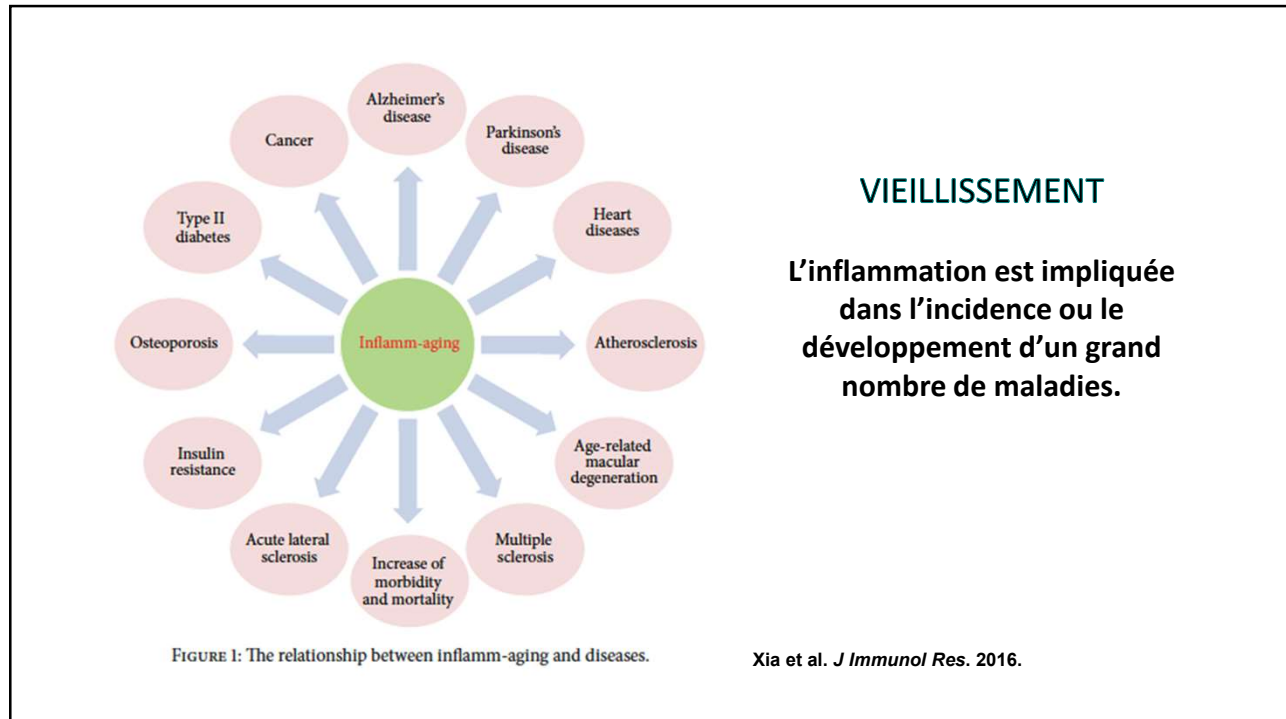 Alzheimer's
disease
Parkinson's
disease
Heart
diseases
Atherosclerosis
Age-related
macular
degeneration
Multiple
sclerosis
Increase of
morbidity
and mortality
Acute lateral
sclerosis
Insulin
resistance
Osteoporosis
Type II
diabetes
Cancer
Inflamm-aging
FIGURE 1: The relationship between inflamm-aging and diseases.
VIEILLISSEMENT
L'inflammation est impliquée
dans l'incidence ou le
développement d'un grand
nombre de maladies.
Xia et al. J Immunol Res. 2016.